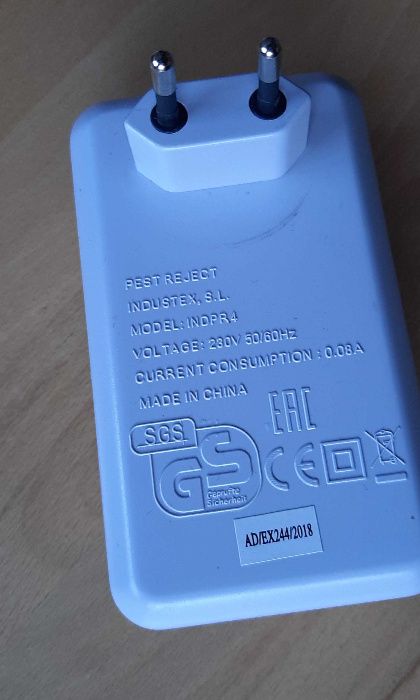 PEST REJECT
INDUSTEX, S.L.
MODEL: INDPR4
VOLTAGE: 230V 50/60Hz
CURRENT CONSUMPTION : 0.08A
MADE IN CHINA
EAC
SGS
GS
Geprüfte
Sicherheit
CE
AD/EX244/2018